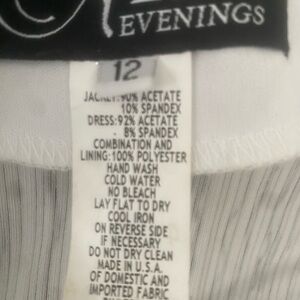 EVENINGS
12
JACKET:90% ACETATE
10% SPANDEX
DRESS:92% ACETATE
8% SPANDEX
COMBINATION AND
LINING:100% POLYESTER
HAND WASH
COLD WATER
NO BLEACH
LAY FLAT TO DRY
COOL IRON
ON REVERSE SIDE
IF NECESSARY
DO NOT DRY CLEAN
MADE IN U.S.A.
OF DOMESTIC AND
IMPORTED FABRIC